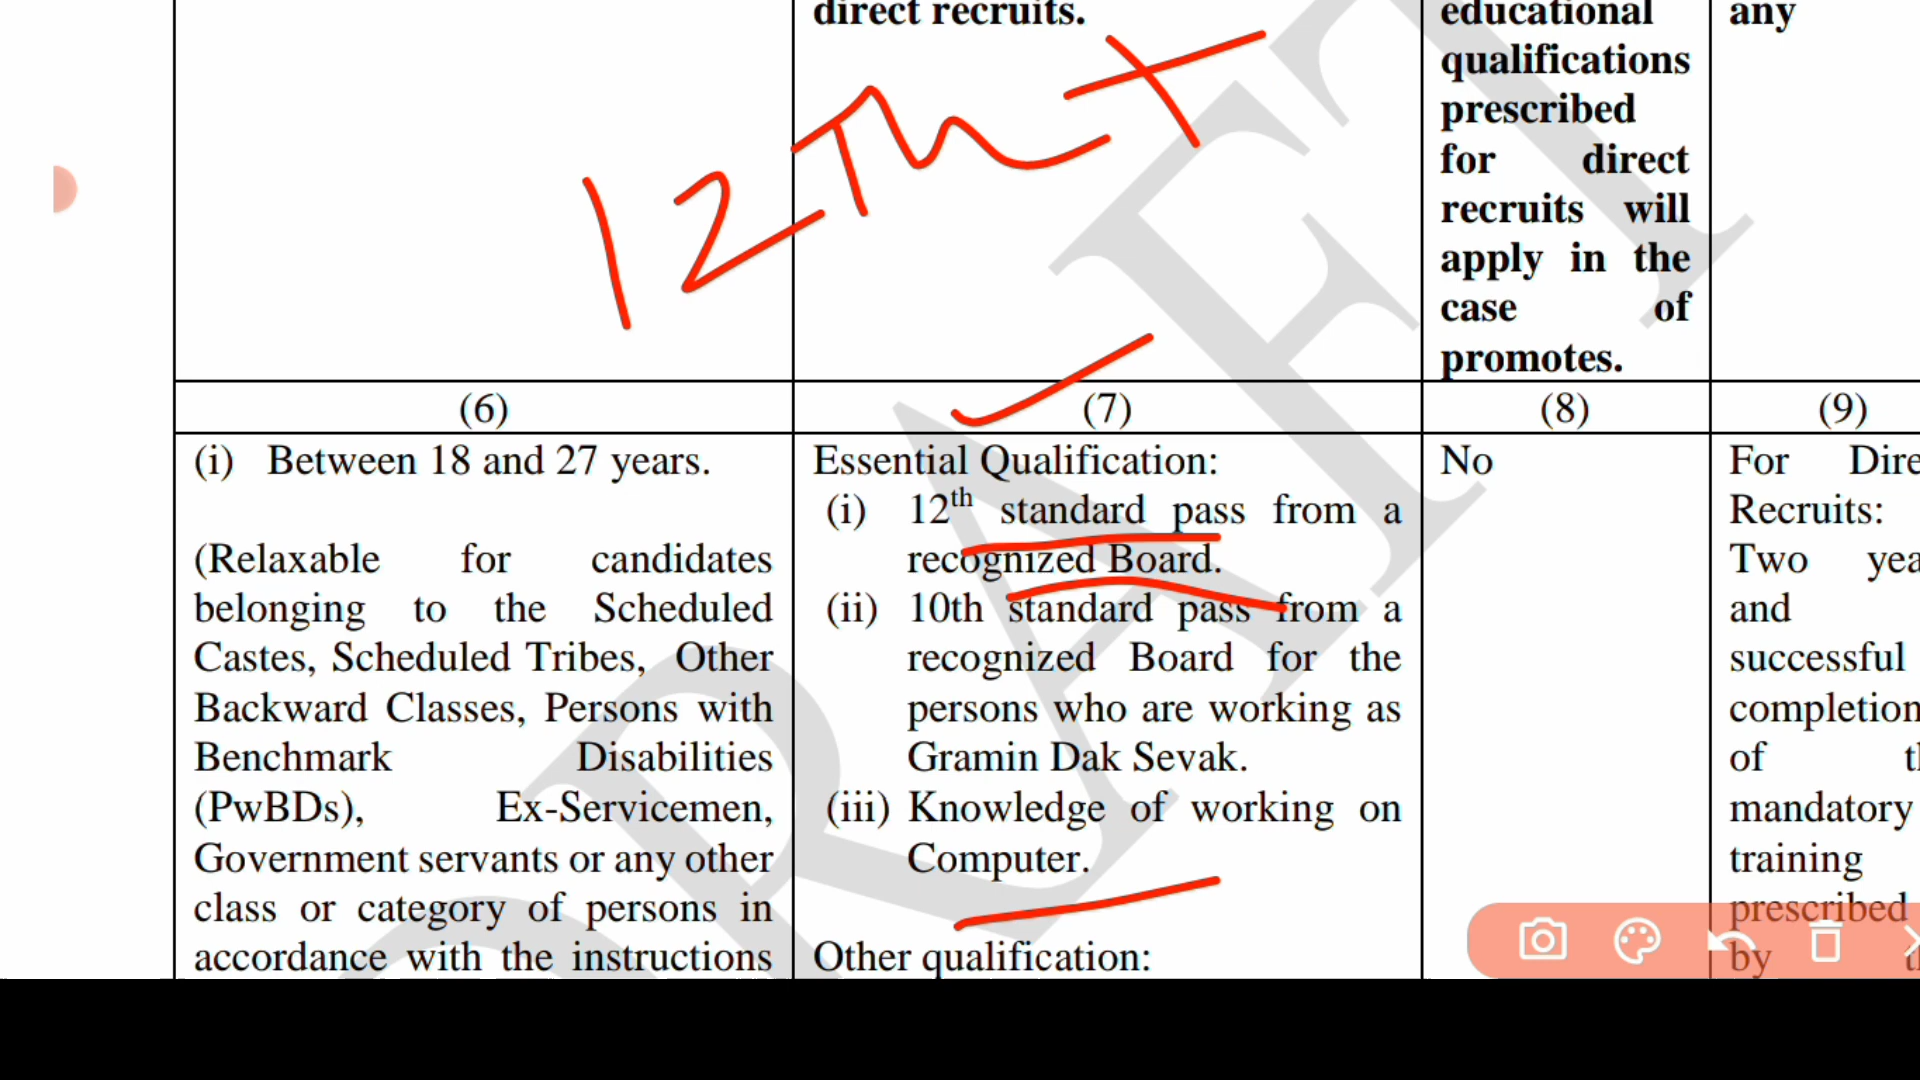 direct recruits.
educational
qualifications
prescribed
for direct
recruits will
apply in the
case of
promotes.
any
12Th
(6)
(7)
(8)
(9)
(i) Between 18 and 27 years.
(Relaxable for candidates
belonging to the Scheduled
Castes, Scheduled Tribes, Other
Backward Classes, Persons with
Benchmark Disabilities
(PwBDs), Ex-Servicemen,
Government servants or any other
class or category of persons in
accordance with the instructions
Essential Qualification:
(i) 12th standard pass from a
recognized Board.
(ii) 10th standard pass from a
recognized Board for the
persons who are working as
Gramin Dak Sevak.
(iii) Knowledge of working on
Computer.
Other qualification:
No
For
Recruits:
Two
and
successful
completion
of
mandatory
training
prescribed
by
DRAFT